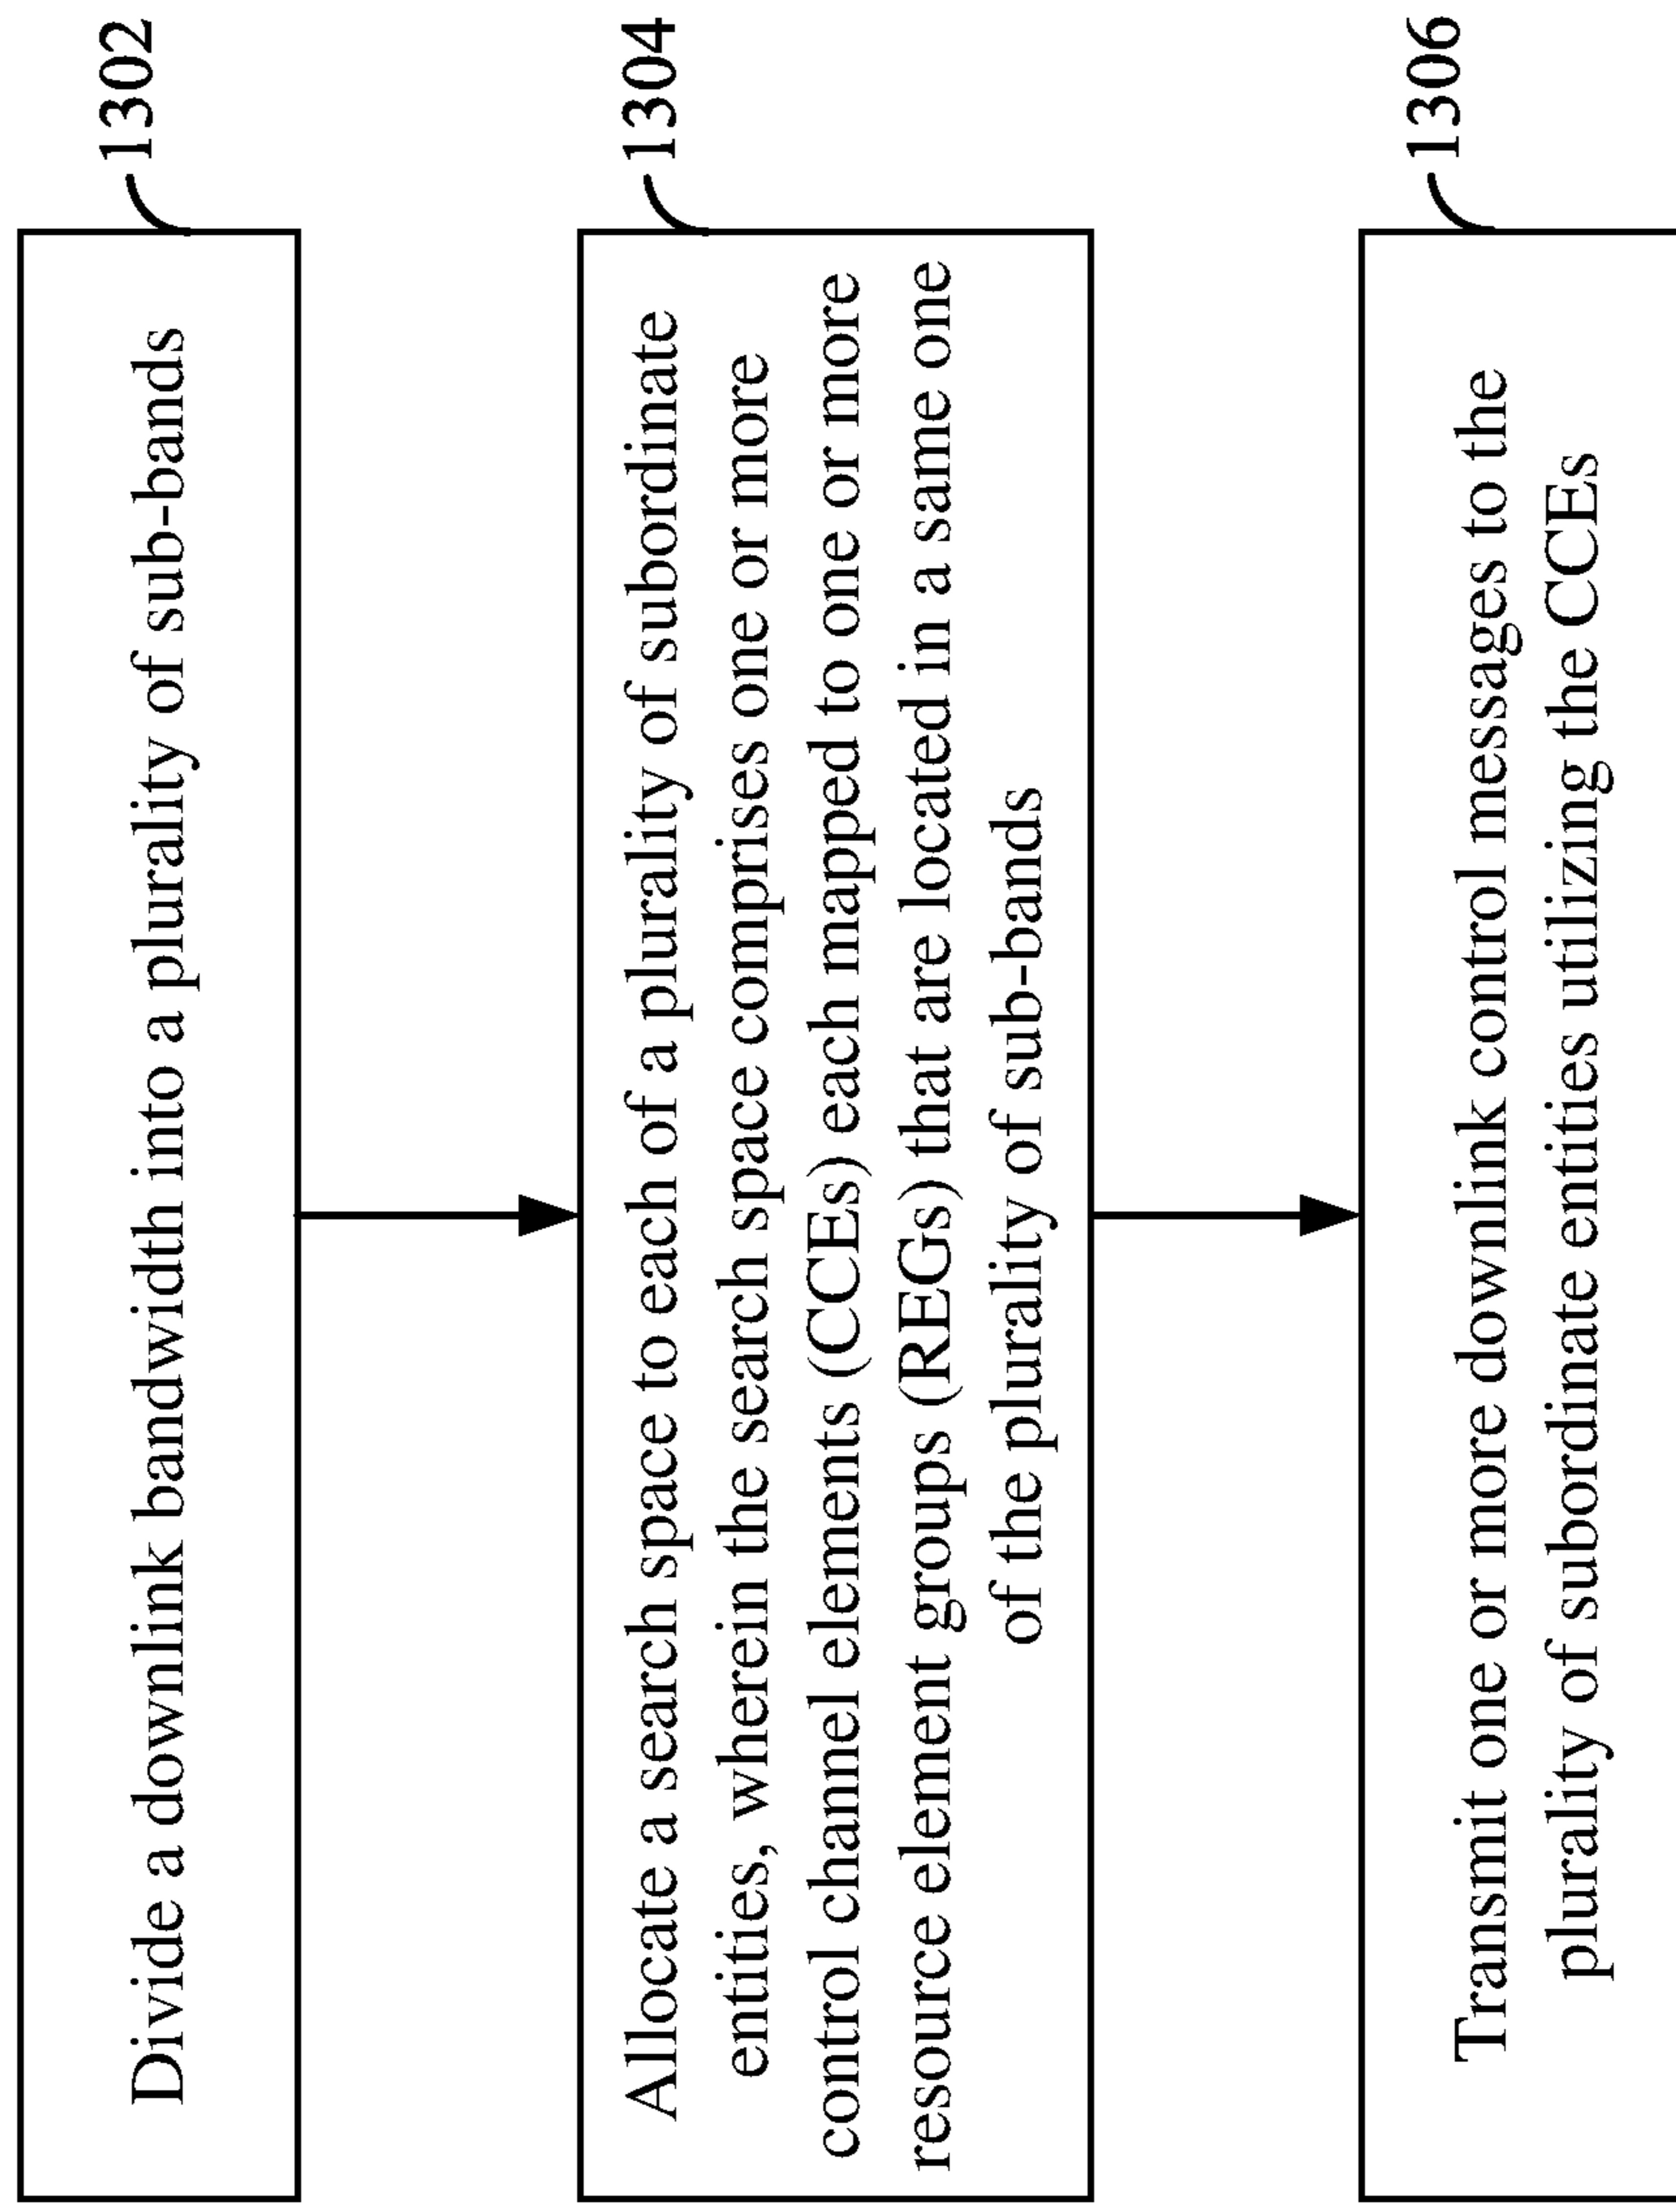 1302
Divide a downlink bandwidth into a plurality of sub-bands
1304
Allocate a search space to each of a plurality of subordinate
entities, wherein the search space comprises one or more
control channel elements (CCEs) each mapped to one or more
resource element groups (REGs) that are located in a same one
of the plurality of sub-bands
1306
Transmit one or more downlink control messages to the
plurality of subordinate entities utilizing the CCEs